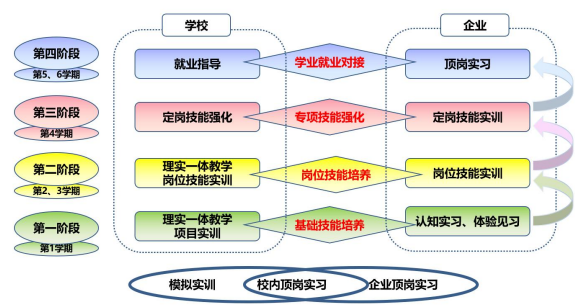 学校
企业
第四阶段
第5、6学期
就业指导
学业就业对接
顶岗实习
第三阶段
第4学期
定岗技能强化
专项技能强化
定岗技能实训
第二阶段
第2、3学期
理实一体教学
岗位技能实训
岗位技能培养
岗位技能实训
第一阶段
第1学期
理实一体教学
项目实训
基础技能培养
认知实习、体验见习
模拟实训
校内顶岗实习
企业顶岗实习